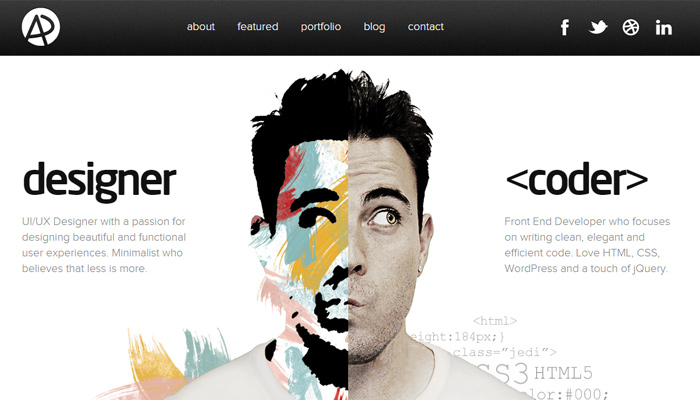 AD
about featured portfolio blog contact
designer
UI/UX Designer with a passion for
designing beautiful and functional
user experiences. Minimalist who
believes that less is more.
<coder>
Front End Developer who focuses
on writing clean, elegant and
efficient code. Love HTML, CSS,
WordPress and a touch of jQuery.
<html>
eight:184px;}
class="jedi">
SS3 HTML5
color:#000;